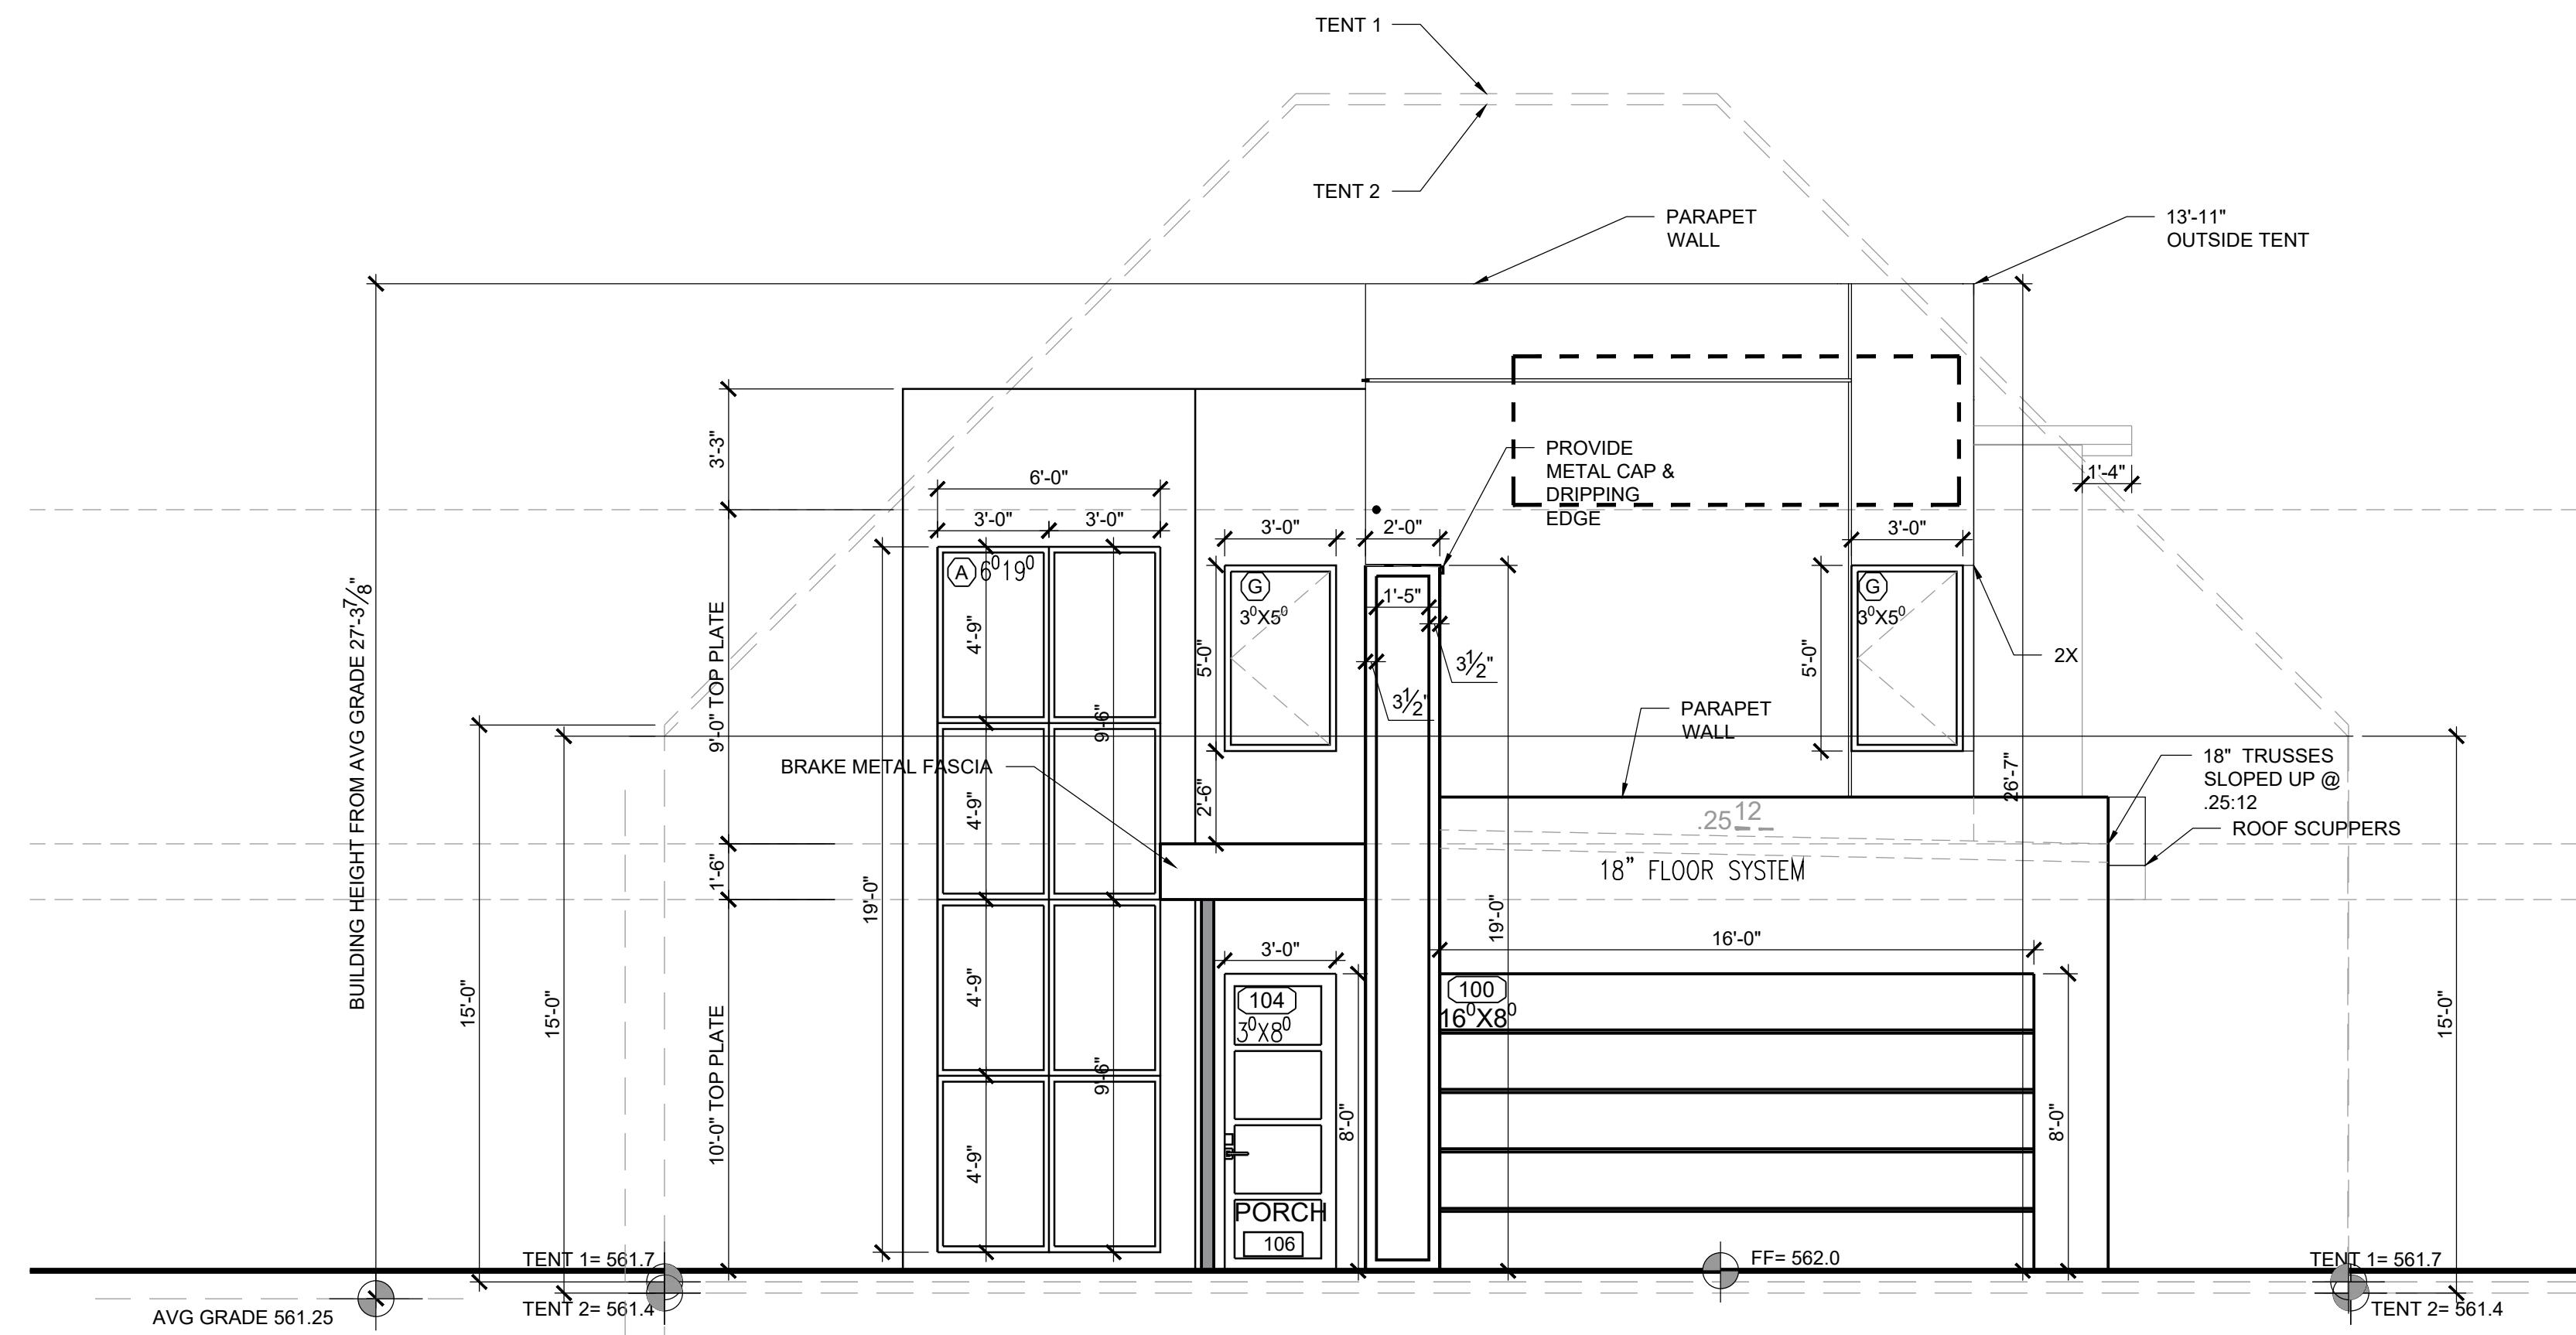 TENT 1
TENT 2
PARAPET
WALL
13'-11"
OUTSIDE TENT
3'-3"
6'-0"
3'-0"
3'-0"
PROVIDE
METAL CAP &
DRIPPING
EDGE
1'-4"
3'-0"
2'-0"
3'-0"
A
6⁰19⁰
G
3⁰X5⁰
1'-5"
G
3⁰X5⁰
4'-9"
9'-6"
5'-0"
3½"
3½"
5'-0"
2X
9'-0" TOP PLATE
BUILDING HEIGHT FROM AVG GRADE 27'-3⅞"
PARAPET
WALL
BRAKE METAL FASCIA
26'-7"
18" TRUSSES
SLOPED UP @
.25:12
ROOF SCUPPERS
4'-9"
2'-6"
.25 12
18" FLOOR SYSTEM
1'-6"
19'-0"
19'-0"
16'-0"
15'-0"
15'-0"
4'-9"
3'-0"
104
3⁰X8⁰
100
16⁰X8⁰
15'-0"
10'-0" TOP PLATE
9'-6"
8'-0"
8'-0"
4'-9"
PORCH
106
TENT 1= 561.7
FF= 562.0
TENT 1= 561.7
TENT 2= 561.4
TENT 2= 561.4
AVG GRADE 561.25